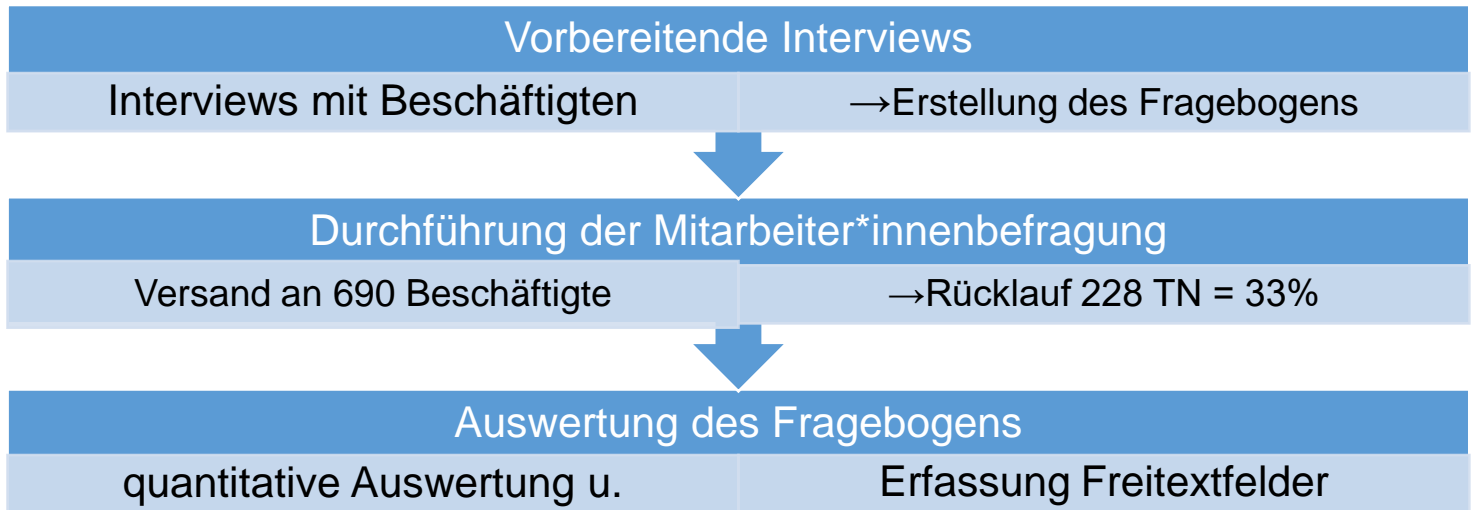 Vorbereitende Interviews
Interviews mit Beschäftigten
→Erstellung des Fragebogens
Durchführung der Mitarbeiter*innenbefragung
Versand an 690 Beschäftigte
→Rücklauf 228 TN = 33%
Auswertung des Fragebogens
quantitative Auswertung u.
Erfassung Freitextfelder